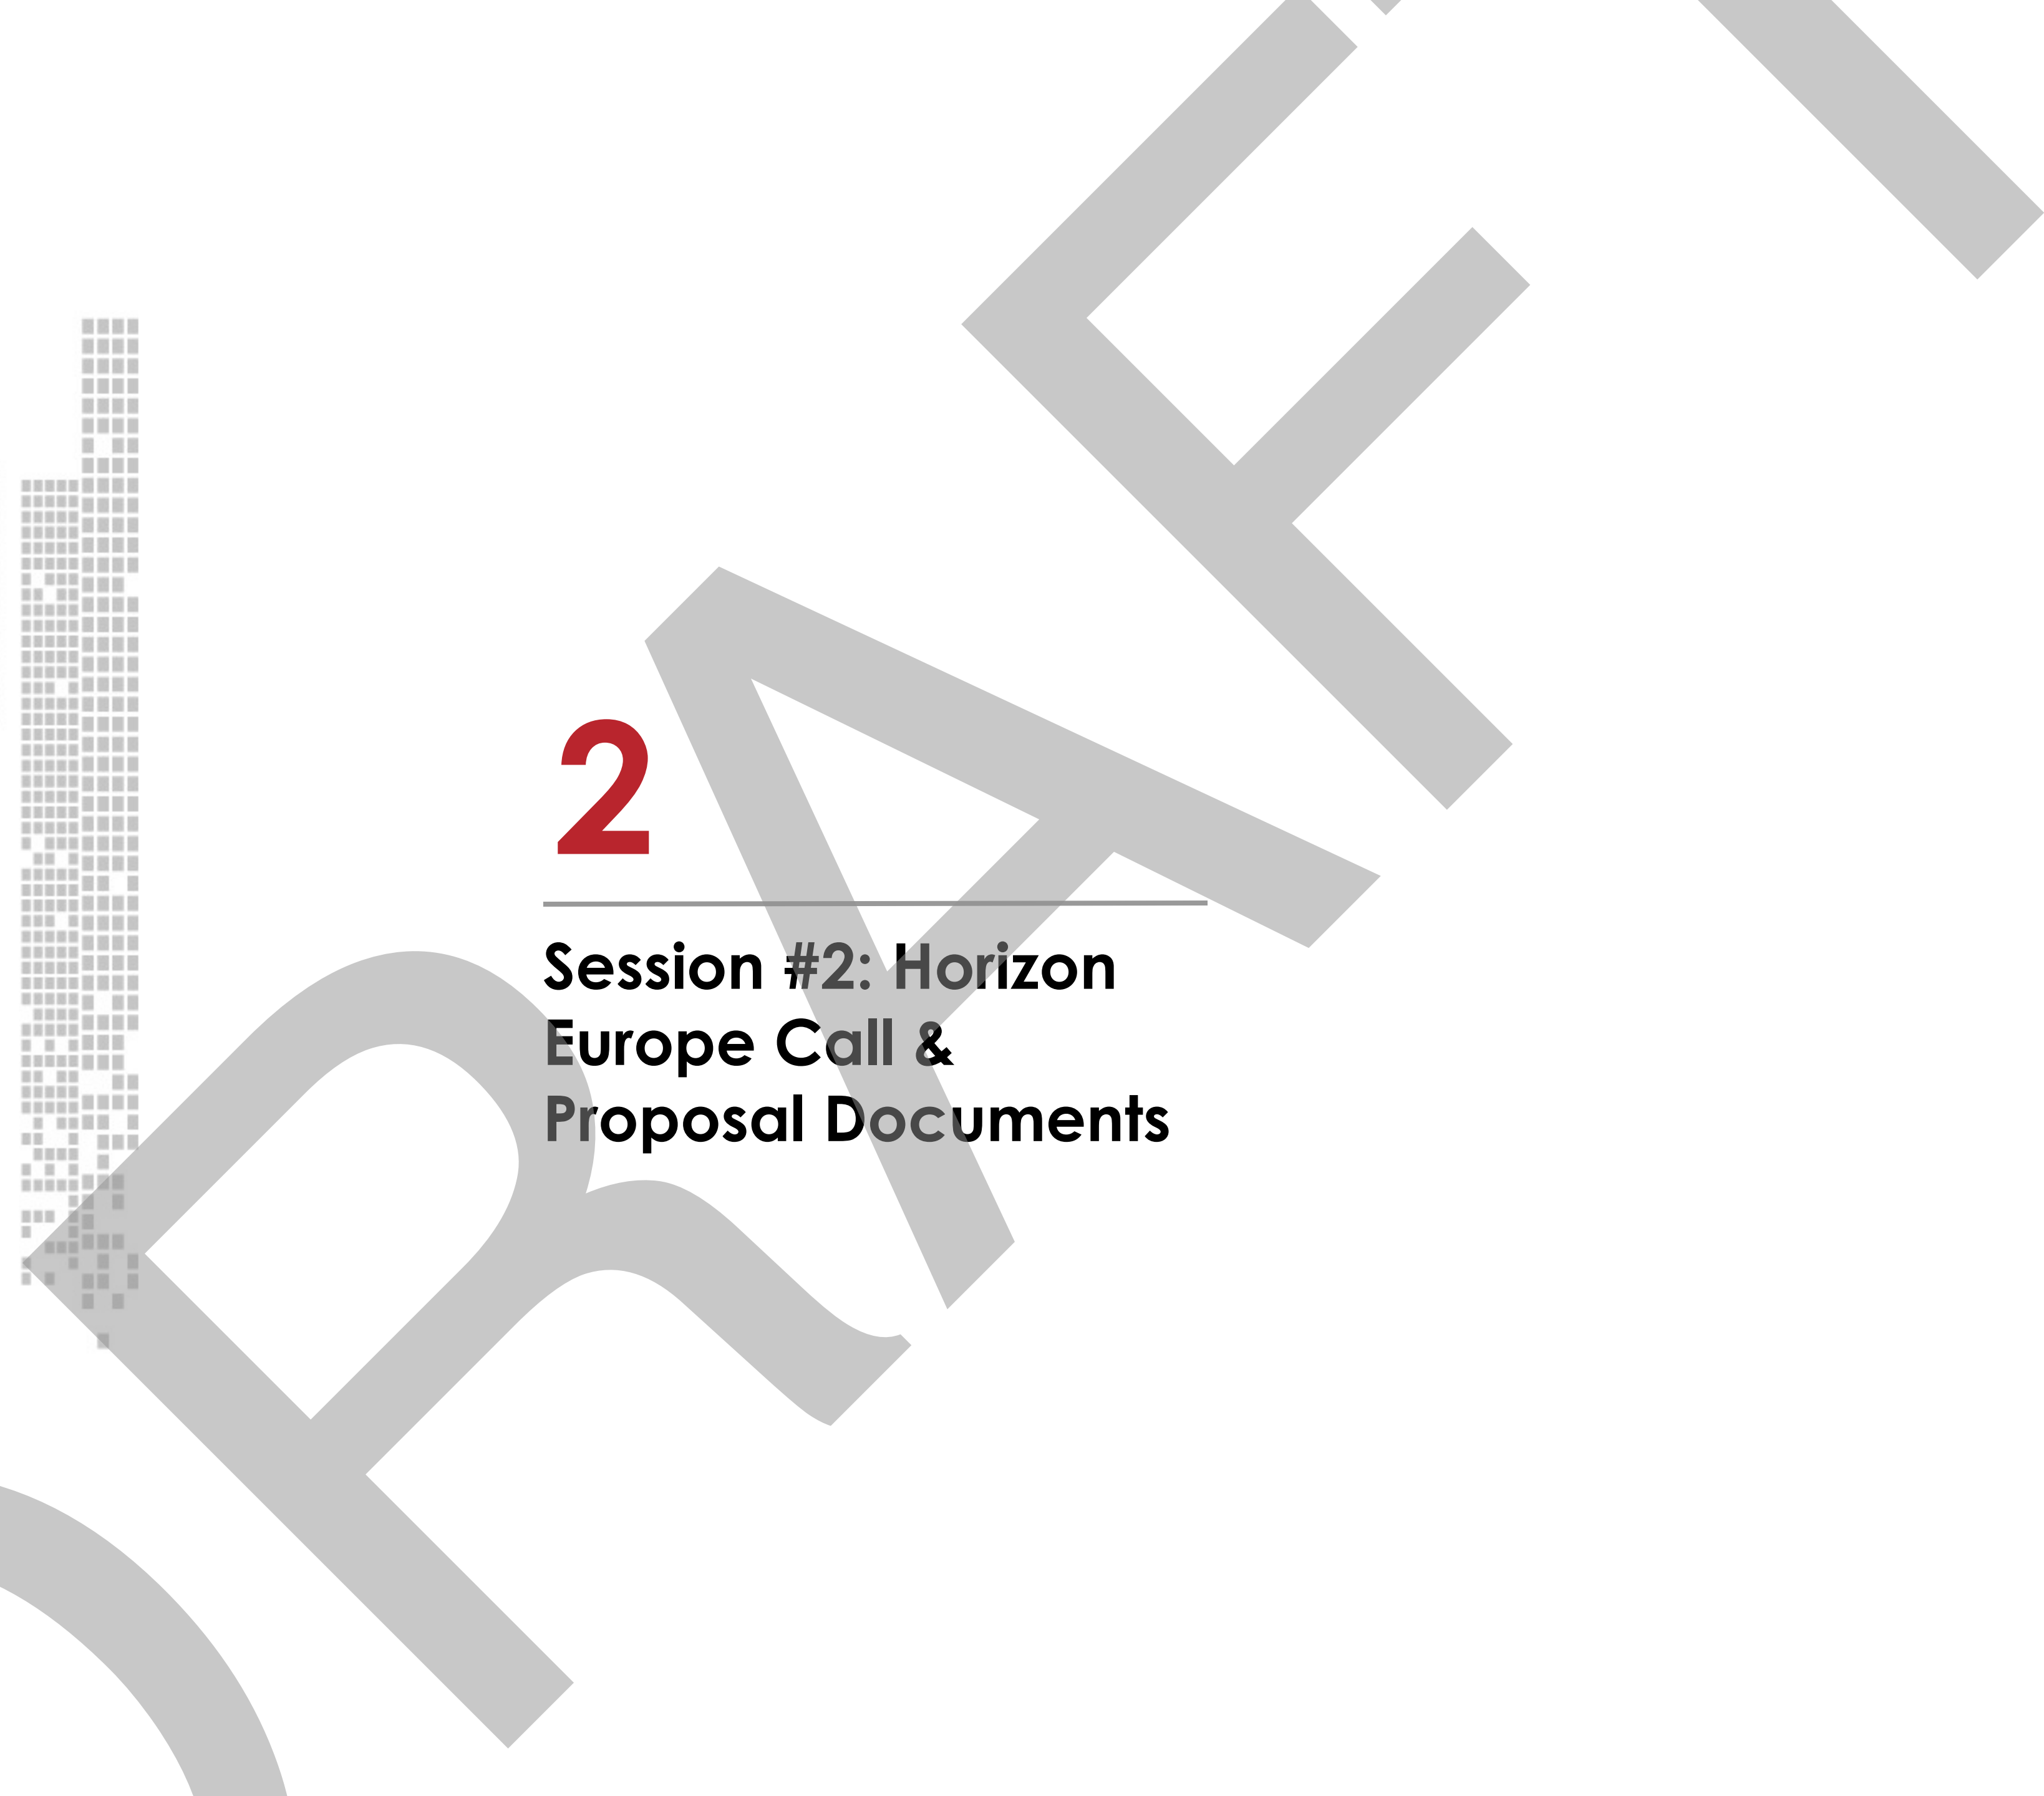 2
Session #2: Horizon
Europe Call &
Proposal Documents
DRAFT